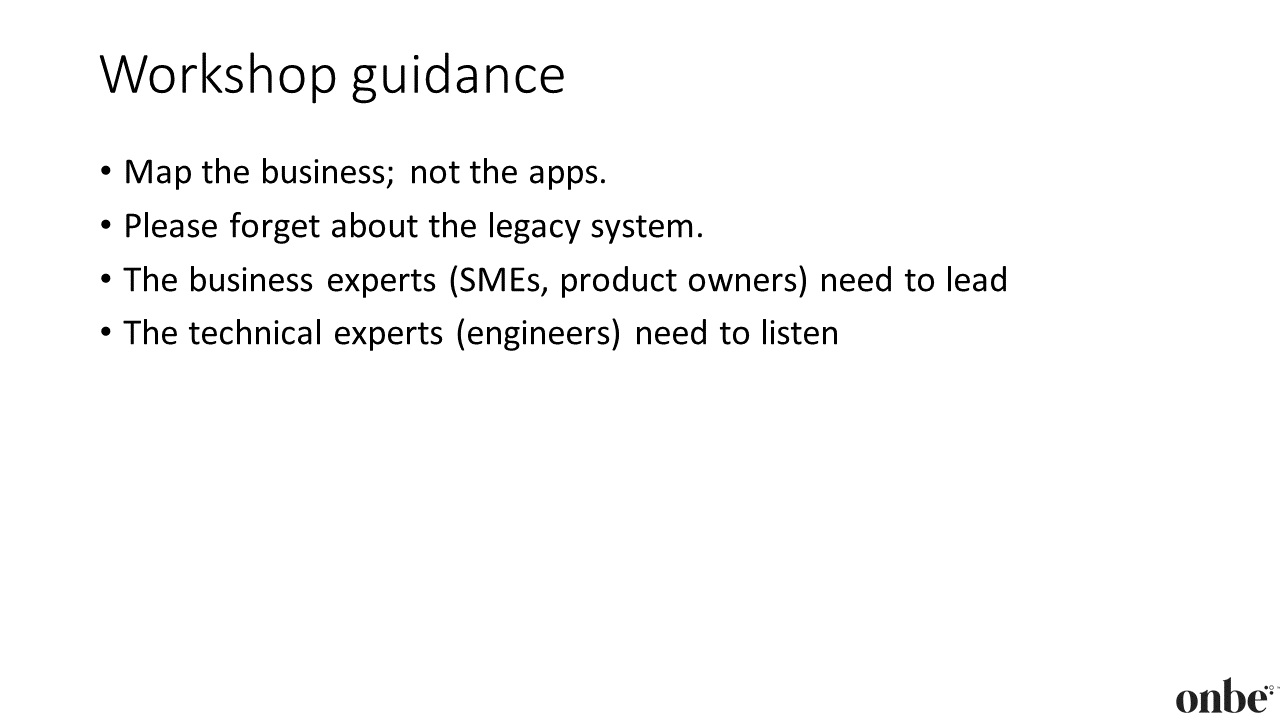 Workshop guidance
• Map the business; not the apps.
• Please forget about the legacy system.
• The business experts (SMEs, product owners) need to lead
• The technical experts (engineers) need to listen
onbe